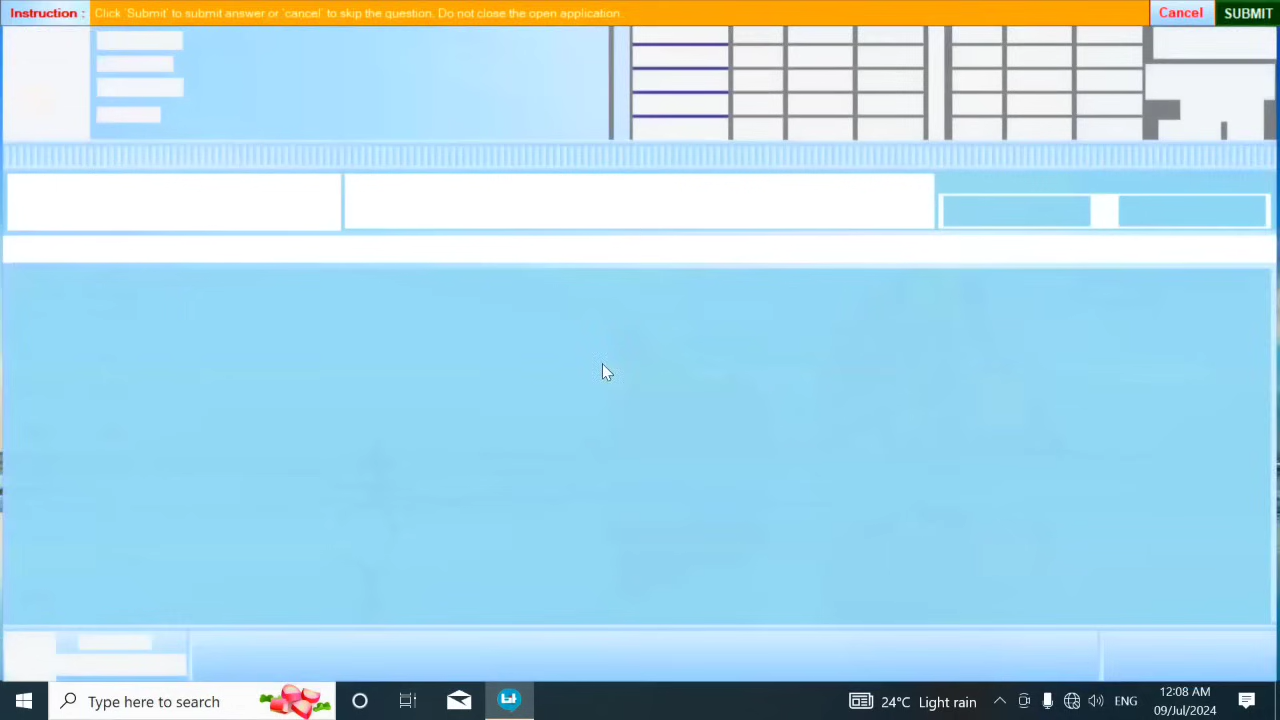 Instruction : Click 'Submit' to submit answer or 'cancel' to skip the question. Do not close the open application. Cancel SUBMIT
Type here to search 24°C Light rain ENG 12:08 AM
09/Jul/2024